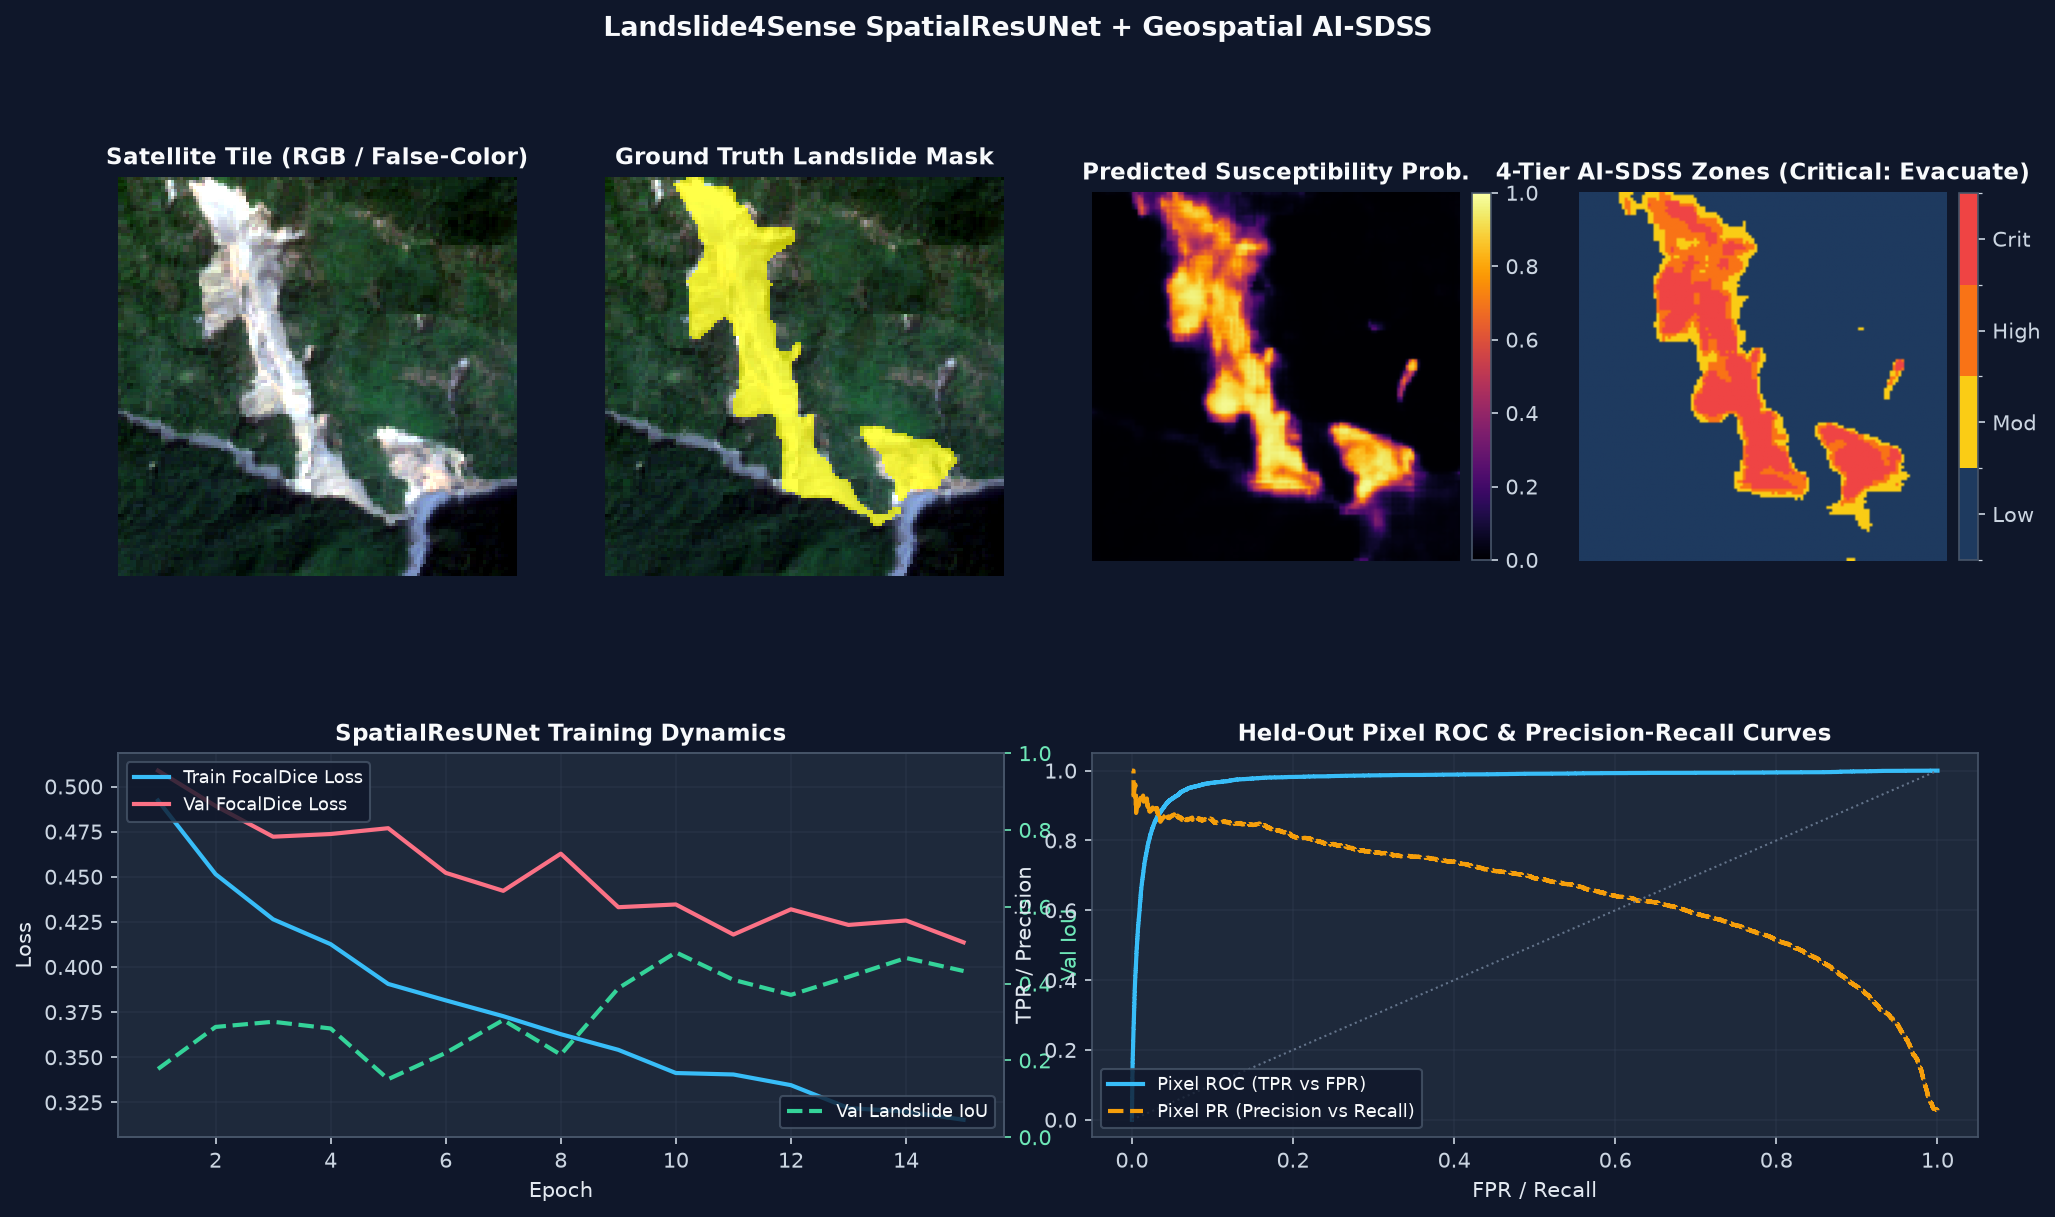 Landslide4Sense SpatialResUNet + Geospatial AI-SDSS
Satellite Tile (RGB / False-Color)
Ground Truth Landslide Mask
Predicted Susceptibility Prob.
4-Tier AI-SDSS Zones (Critical: Evacuate)
1.0
0.8
0.6
0.4
0.2
0.0
Crit
High
Mod
Low
SpatialResUNet Training Dynamics
Loss
0.500
0.475
0.450
0.425
0.400
0.375
0.350
0.325
Train FocalDice Loss
Val FocalDice Loss
Val Landslide IoU
2
4
6
8
10
12
14
Epoch
1.0
0.8
0.6
0.4
0.2
0.0
Val IoU
Held-Out Pixel ROC & Precision-Recall Curves
TPR / Precision
1.0
0.8
0.6
0.4
0.2
0.0
Pixel ROC (TPR vs FPR)
Pixel PR (Precision vs Recall)
0.0
0.2
0.4
0.6
0.8
1.0
FPR / Recall